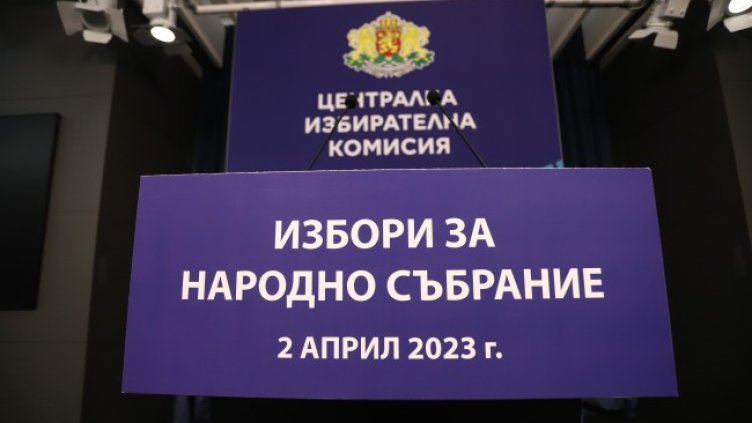 ЦЕНТРАЛНА
ИЗБИРАТЕЛНА
КОМИСИЯ
ИЗБОРИ ЗА
НАРОДНО СЪБРАНИЕ
2 АПРИЛ 2023 г.